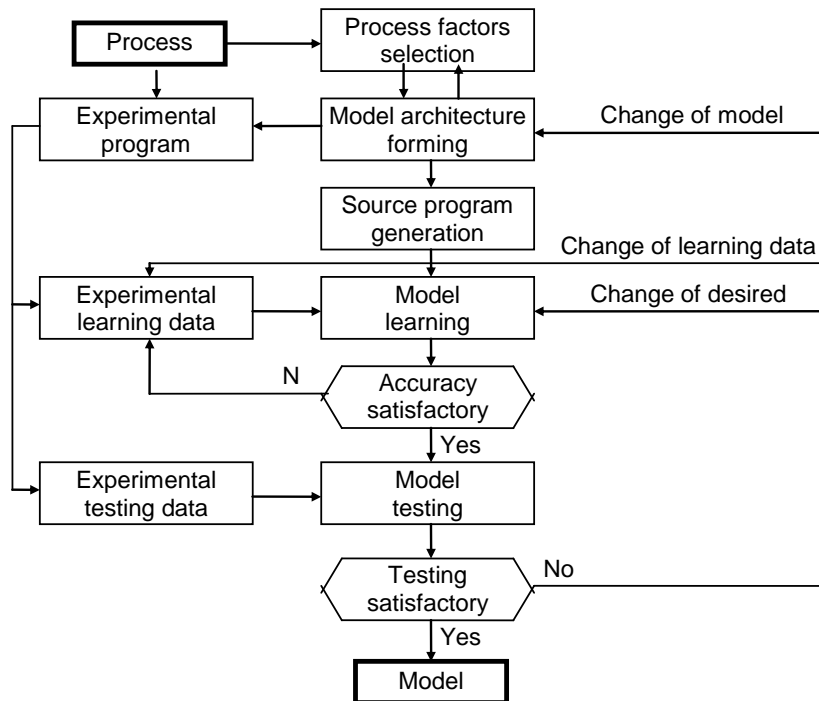 Process
Process factors
selection
Experimental
program
Model architecture
forming
Change of model
Source program
generation
Change of learning data
Experimental
learning data
Model
learning
Change of desired
N
Accuracy
satisfactory
Yes
Experimental
testing data
Model
testing
Testing
satisfactory
No
Yes
Model